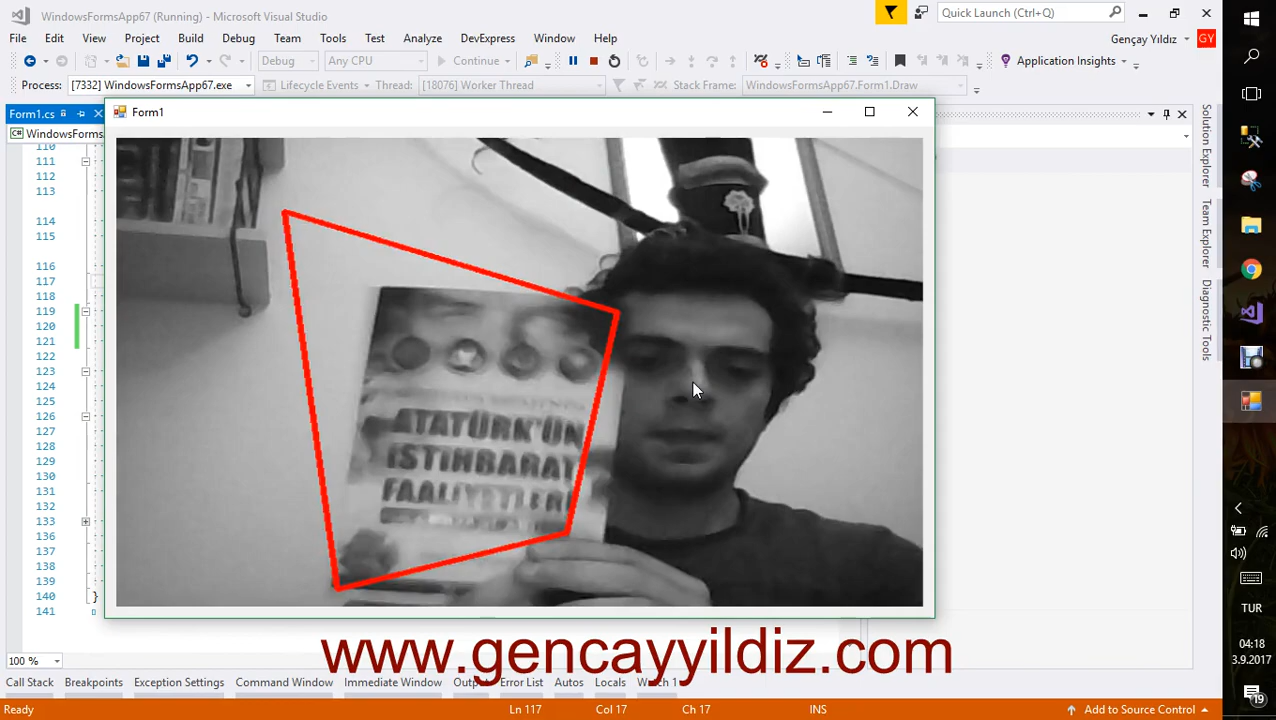 WindowsFormsApp67 (Running) - Microsoft Visual Studio
Quick Launch (Ctrl+Q)
File Edit View Project Build Debug Team Tools Test Analyze DevExpress Window Help
Gençay Yıldız GY
Debug Any CPU Continue Application Insights
Process: [7332] WindowsFormsApp67.exe Lifecycle Events Thread: [18076] Worker Thread Stack Frame: WindowsFormsApp67.Form1.Draw
Form1.cs
Form1
C# WindowsForms
Solution Explorer
Team Explorer
Diagnostic Tools
110
111
112
113
114
115
116
117
118
119
120
121
122
123
124
126
127
128
129
130
131
132
133
136
137
138
139
140 }
141
ATATÜRK'ÜN
İSTİHBARAT
FAALİYETLERİ
www.gencayyildiz.com
100 %
Call Stack Breakpoints Exception Settings Command Window Immediate Window Output Error List Autos Locals Watch 1
Ready Ln 117 Col 17 Ch 17 INS Add to Source Control
TUR
04:18
3.9.2017
19